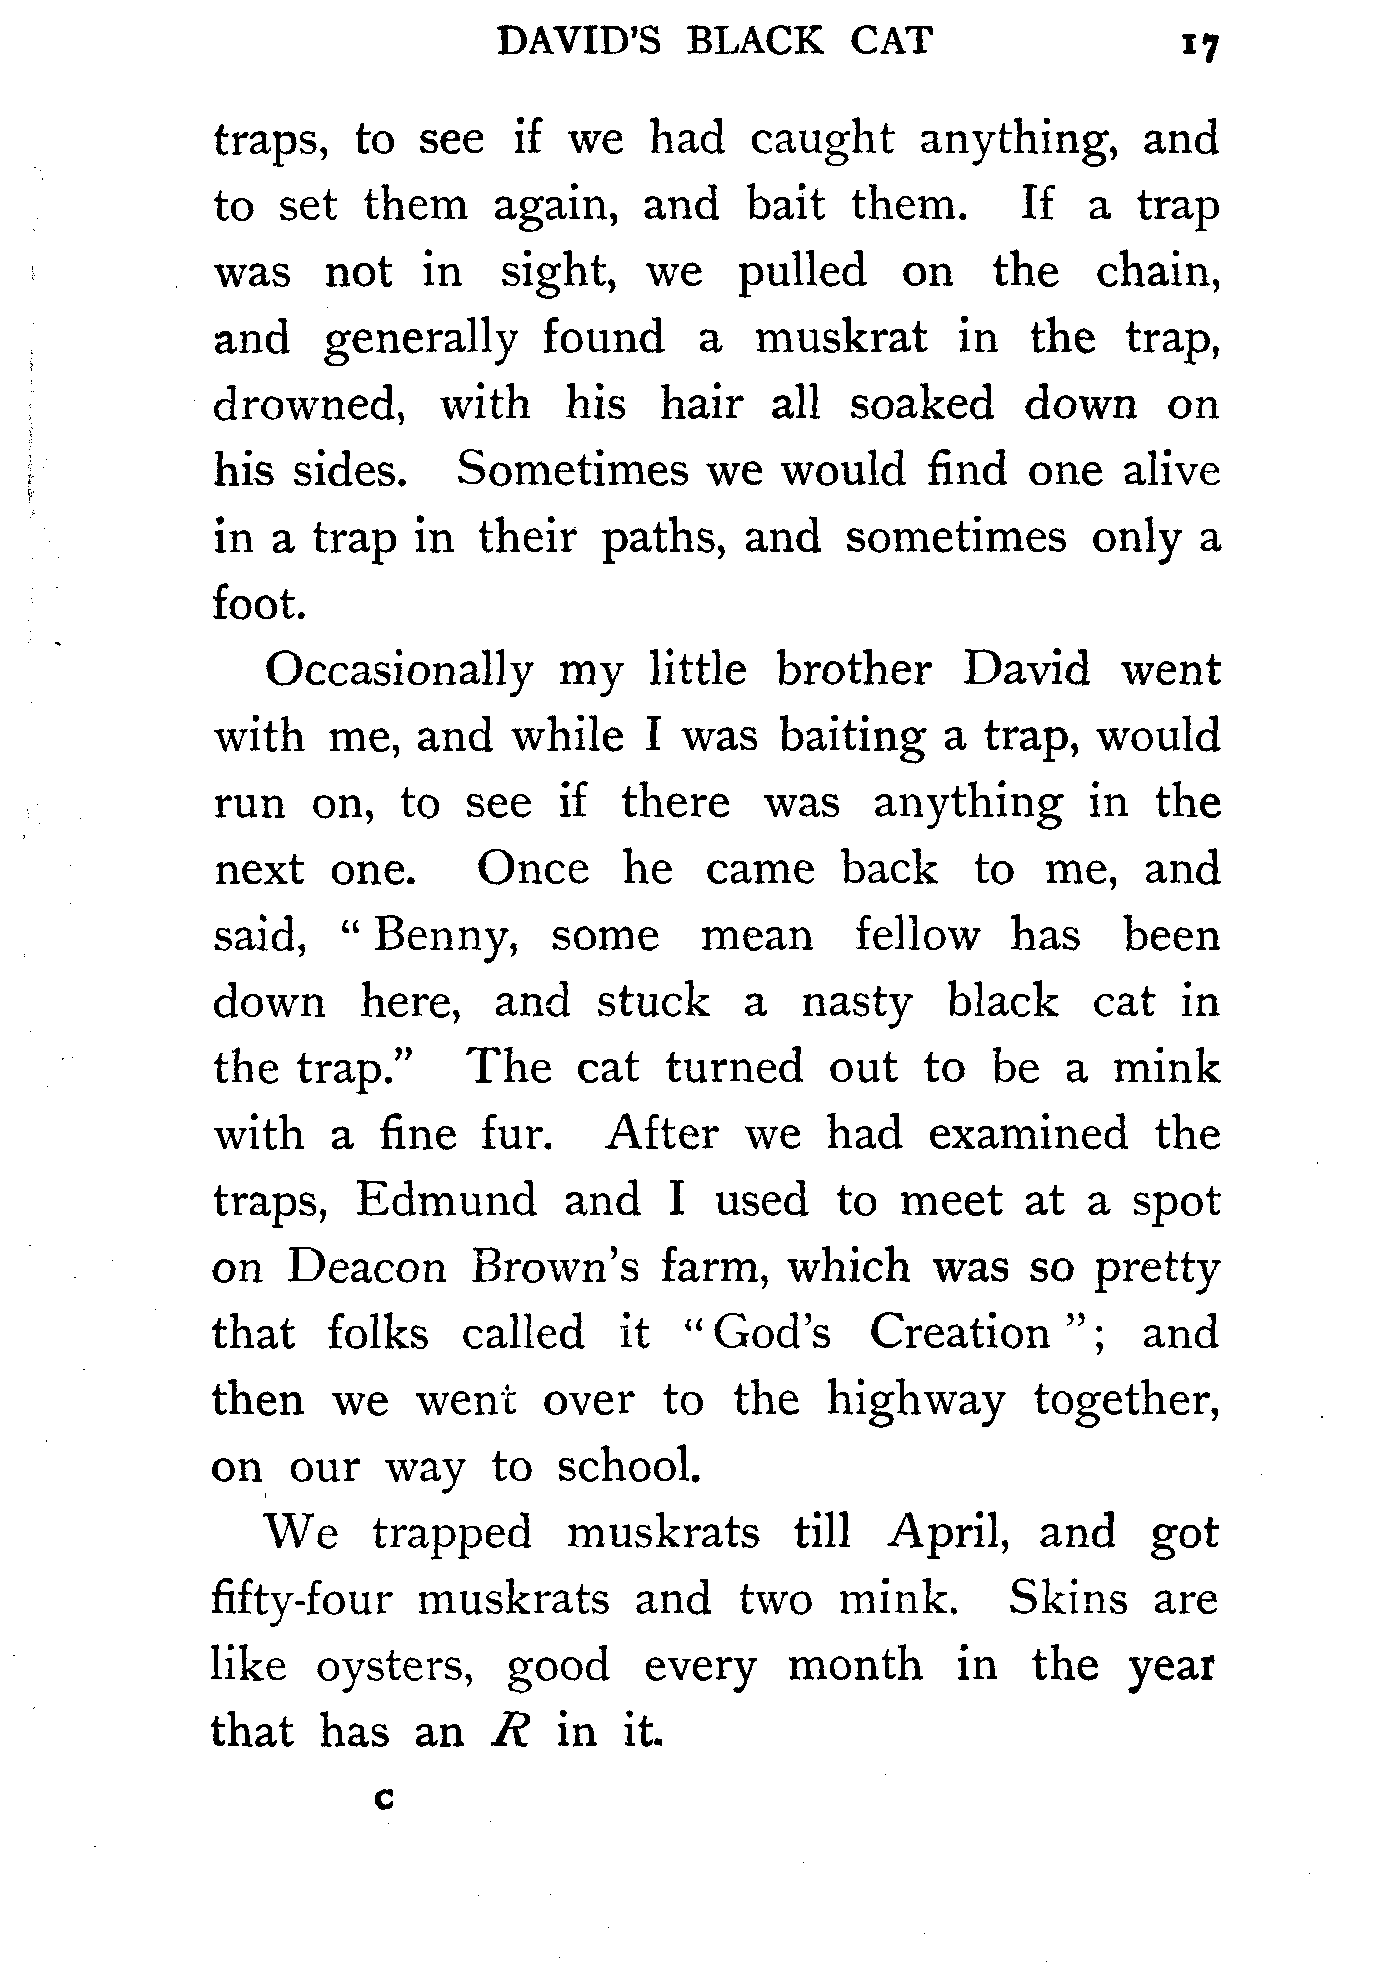 DAVID'S BLACK CAT 17
traps, to see if we had caught anything, and
to set them again, and bait them. If a trap
was not in sight, we pulled on the chain,
and generally found a muskrat in the trap,
drowned, with his hair all soaked down on
his sides. Sometimes we would find one alive
in a trap in their paths, and sometimes only a
foot.
Occasionally my little brother David went
with me, and while I was baiting a trap, would
run on, to see if there was anything in the
next one. Once he came back to me, and
said, “ Benny, some mean fellow has been
down here, and stuck a nasty black cat in
the trap.” The cat turned out to be a mink
with a fine fur. After we had examined the
traps, Edmund and I used to meet at a spot
on Deacon Brown's farm, which was so pretty
that folks called it “ God's Creation ” ; and
then we went over to the highway together,
on our way to school.
We trapped muskrats till April, and got
fifty-four muskrats and two mink. Skins are
like oysters, good every month in the year
that has an R in it.
C